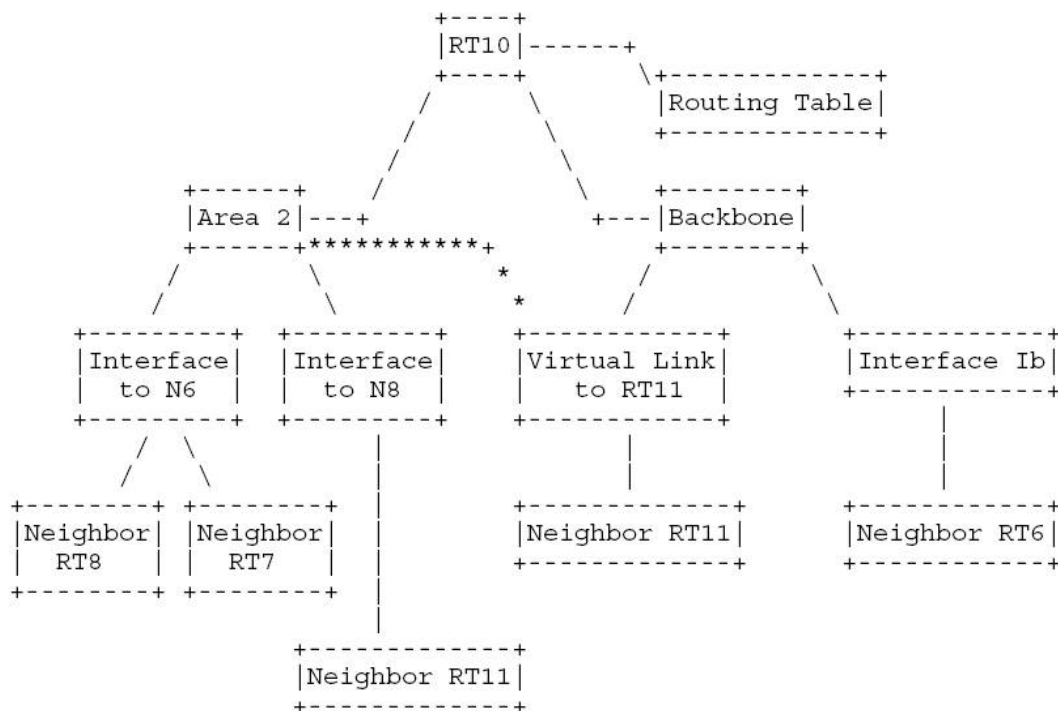 RT10
Routing Table
Area 2
Backbone
Interface
to N6
Interface
to N8
Virtual Link
to RT11
Interface Ib
Neighbor
RT8
Neighbor
RT7
Neighbor RT11
Neighbor RT6
Neighbor RT11